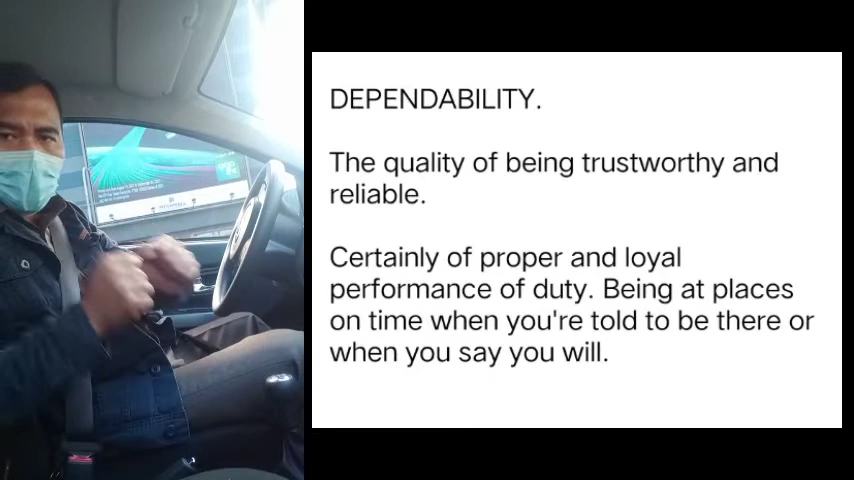 DEPENDABILITY.
The quality of being trustworthy and
reliable.
Certainly of proper and loyal
performance of duty. Being at places
on time when you're told to be there or
when you say you will.